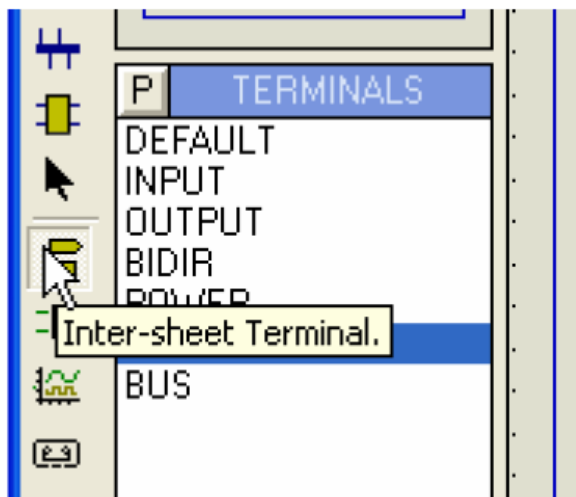 P TERMINALS
DEFAULT
INPUT
OUTPUT
BIDIR
POWER
Inter-sheet Terminal.
BUS